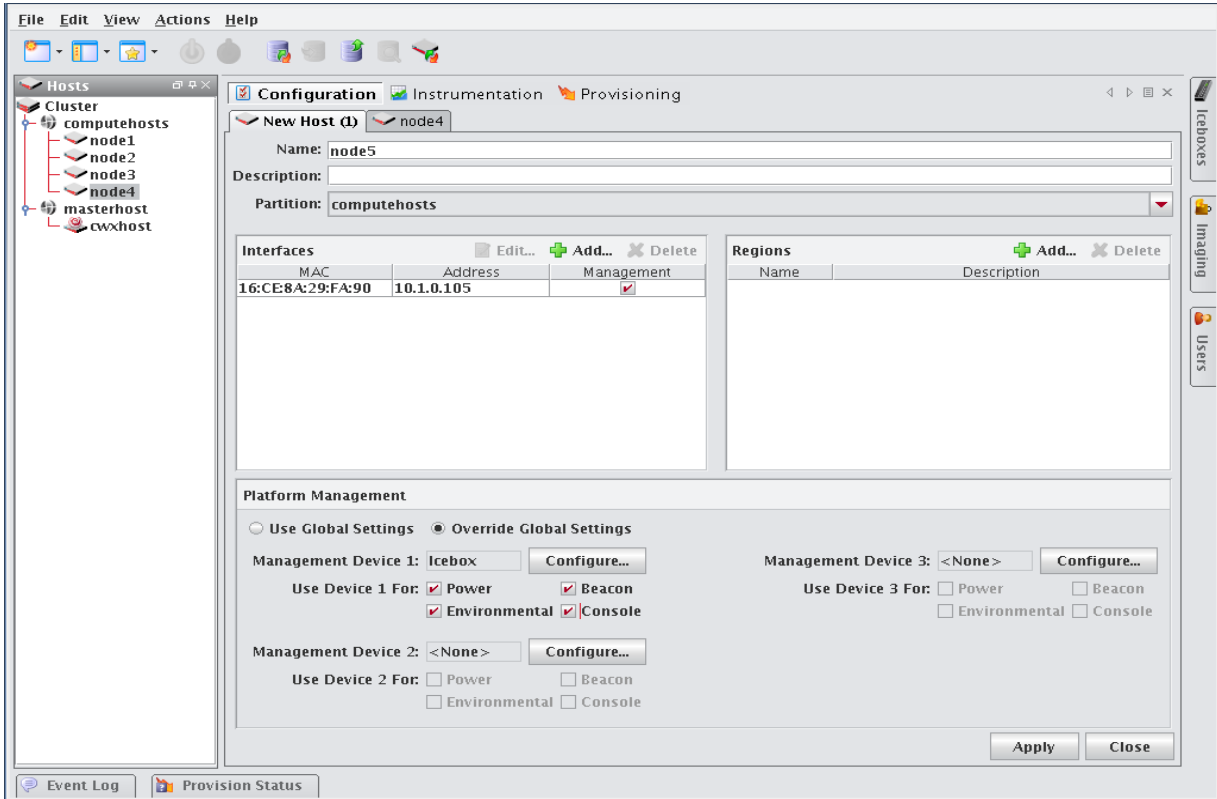 File Edit View Actions Help
Hosts
Cluster
computehosts
node1
node2
node3
node4
masterhost
cwxhost
Configuration Instrumentation Provisioning
New Host (1) node4
Name: node5
Description:
Partition: computehosts
Interfaces Edit... Add... Delete
MAC Address Management
16:CE:8A:29:FA:90 10.1.0.105
Regions Add... Delete
Name Description
Platform Management
Use Global Settings Override Global Settings
Management Device 1: Icebox Configure...
Use Device 1 For: Power Beacon
Environmental Console
Management Device 2: <None> Configure...
Use Device 2 For: Power Beacon
Environmental Console
Management Device 3: <None> Configure...
Use Device 3 For: Power Beacon
Environmental Console
Apply Close
Iceboxes
Imaging
Users
Event Log Provision Status